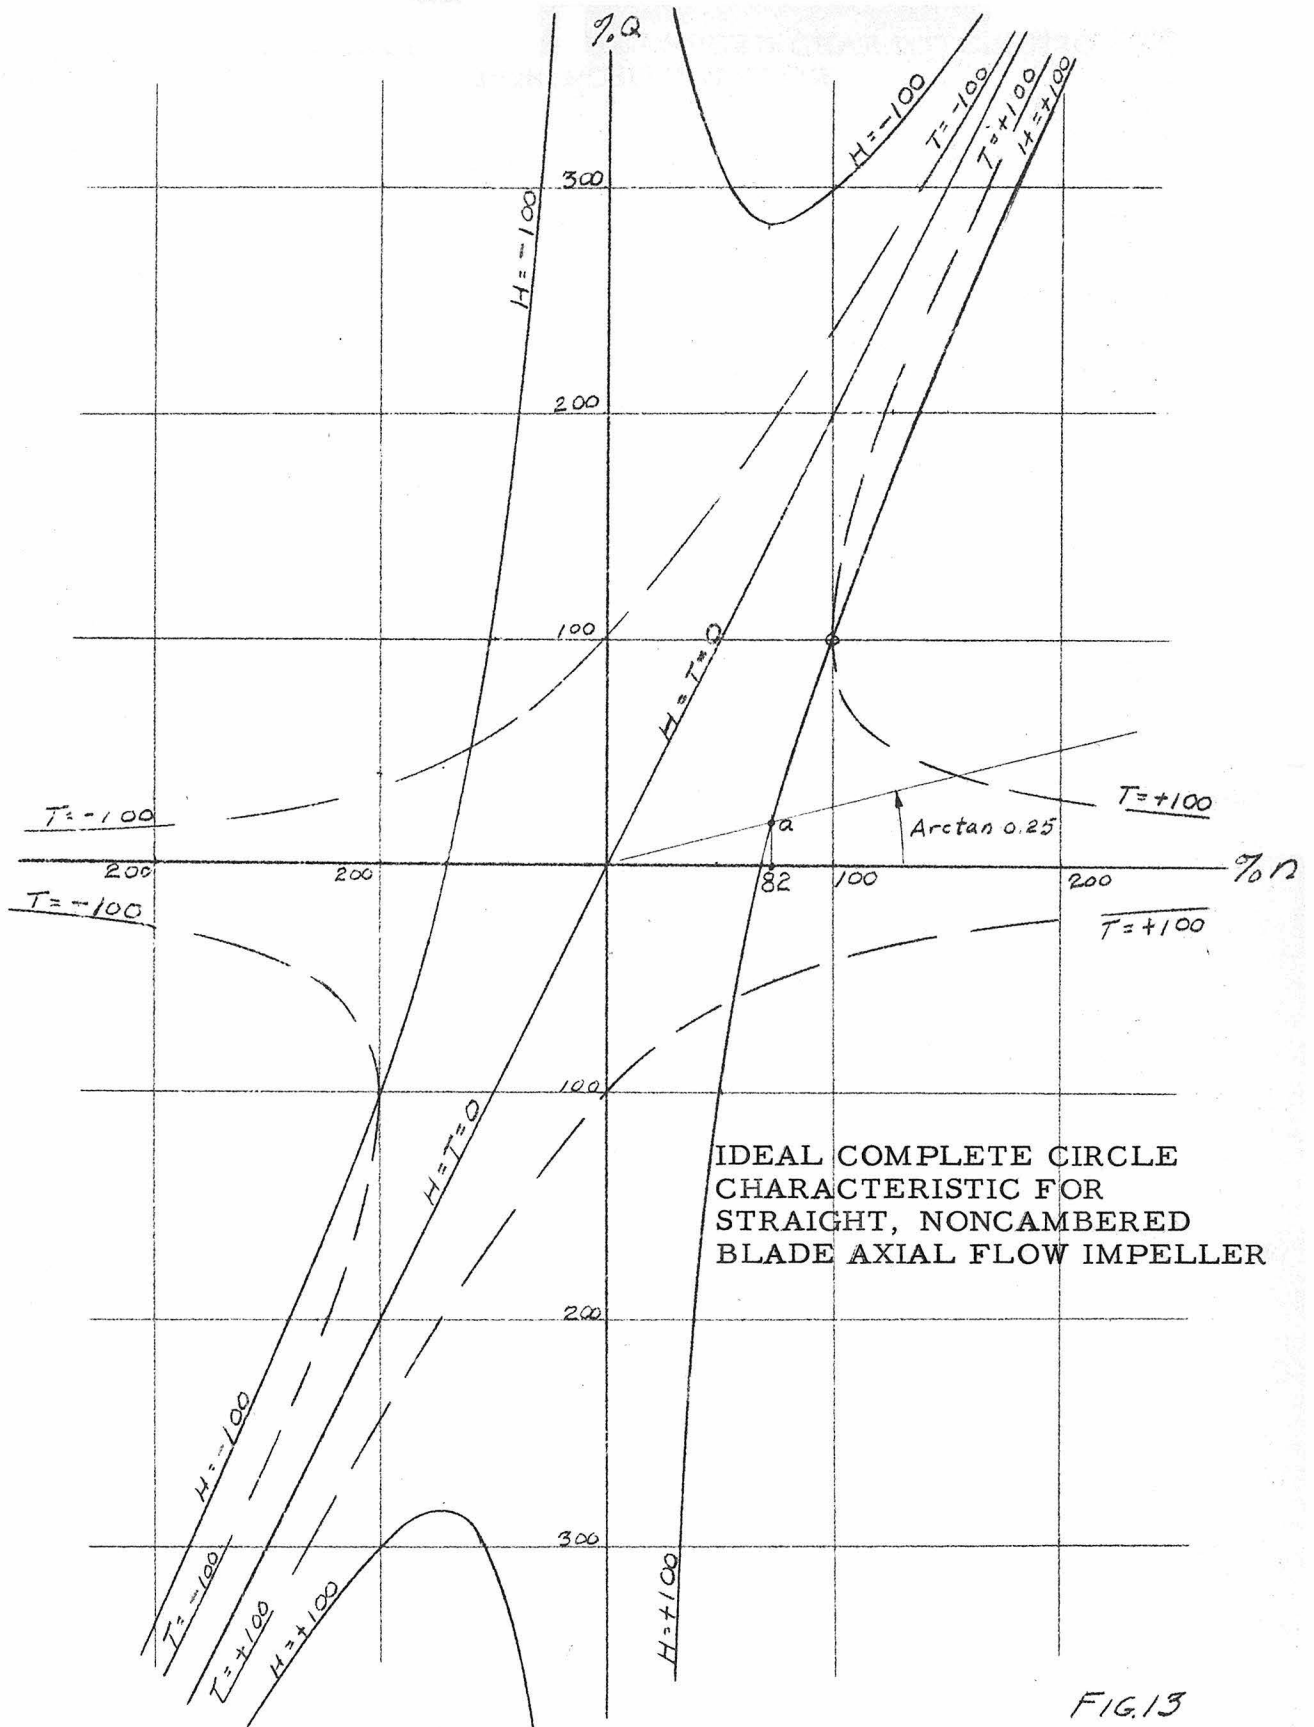 %Q
H=-100
T=-100
T=+100
H=+100
300
H=-100
200
100
H=T=0
T=-100
T=+100
a
Arctan 0.25
200
200
82
100
200
%n
T=-100
T=+100
100
H=T=0
IDEAL COMPLETE CIRCLE
CHARACTERISTIC FOR
STRAIGHT, NONCAMBERED
BLADE AXIAL FLOW IMPELLER
200
H=-100
300
T=-100
T=+100
H=+100
H=+100
FIG.13